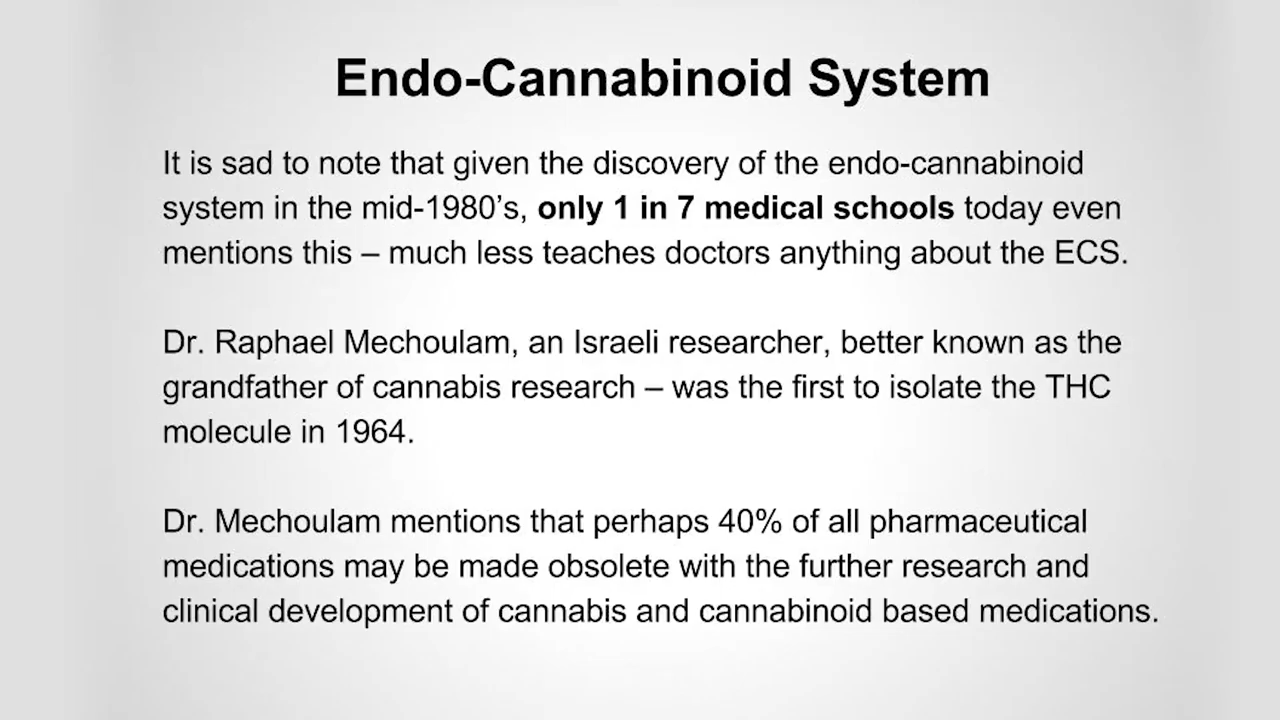 Endo-Cannabinoid System
It is sad to note that given the discovery of the endo-cannabinoid
system in the mid-1980’s, only 1 in 7 medical schools today even
mentions this – much less teaches doctors anything about the ECS.
Dr. Raphael Mechoulam, an Israeli researcher, better known as the
grandfather of cannabis research – was the first to isolate the THC
molecule in 1964.
Dr. Mechoulam mentions that perhaps 40% of all pharmaceutical
medications may be made obsolete with the further research and
clinical development of cannabis and cannabinoid based medications.